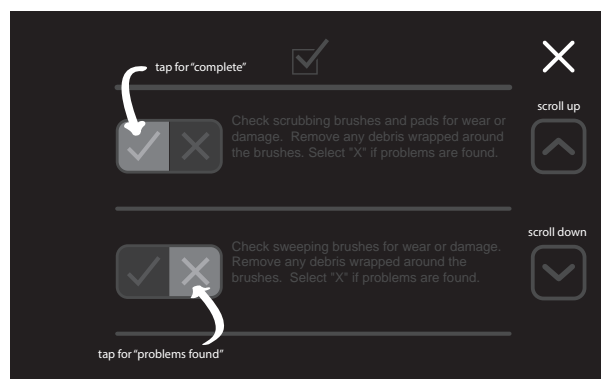 tap for "complete"
scroll up
Check scrubbing brushes and pads for wear or
damage.  Remove any debris wrapped around
the brushes. Select "X" if problems are found.
scroll down
Check sweeping brushes for wear or damage.
Remove any debris wrapped around the
brushes.  Select "X" if problems are found.
tap for "problems found"